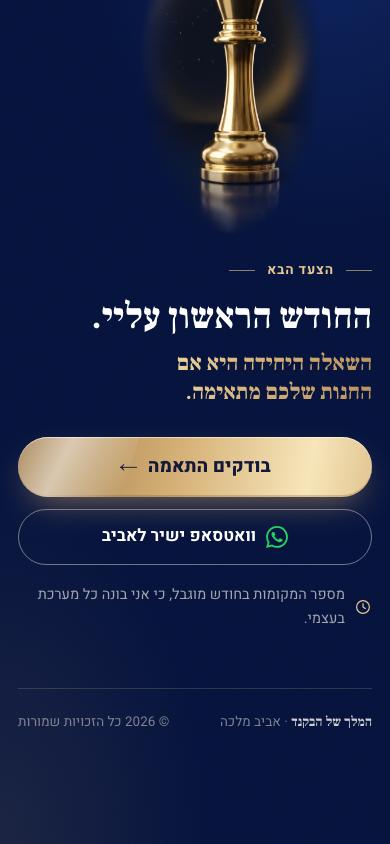 הצעד הבא
החודש הראשון עליי.
השאלה היחידה היא אם
החנות שלכם מתאימה.
בודקים התאמה ←
וואטסאפ ישיר לאביב
מספר המקומות בחודש מוגבל, כי אני בונה כל מערכת
בעצמי.
המלך של הבקנד · אביב מלכה
© 2026 כל הזכויות שמורות